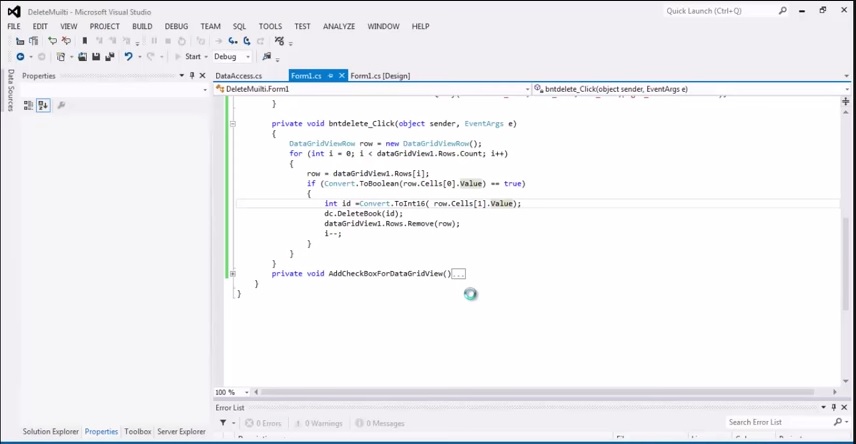 DeleteMuilti - Microsoft Visual Studio
Quick Launch (Ctrl+Q)
FILE EDIT VIEW PROJECT BUILD DEBUG TEAM SQL TOOLS TEST ANALYZE WINDOW HELP
Start Debug
Data Sources
Properties
DataAccess.cs Form1.cs Form1.cs [Design]
DeleteMuilti.Form1 bntdelete_Click(object sender, EventArgs e)
}
private void bntdelete_Click(object sender, EventArgs e)
{
DataGridViewRow row = new DataGridViewRow();
for (int i = 0; i < dataGridView1.Rows.Count; i++)
{
row = dataGridView1.Rows[i];
if (Convert.ToBoolean(row.Cells[0].Value) == true)
{
int id =Convert.ToInt16( row.Cells[1].Value);
dc.DeleteBook(id);
dataGridView1.Rows.Remove(row);
i--;
}
}
}
private void AddCheckBoxForDataGridView()...
}
}
100 %
Error List
0 Errors 0 Warnings 0 Messages
Search Error List
Solution Explorer Properties Toolbox Server Explorer